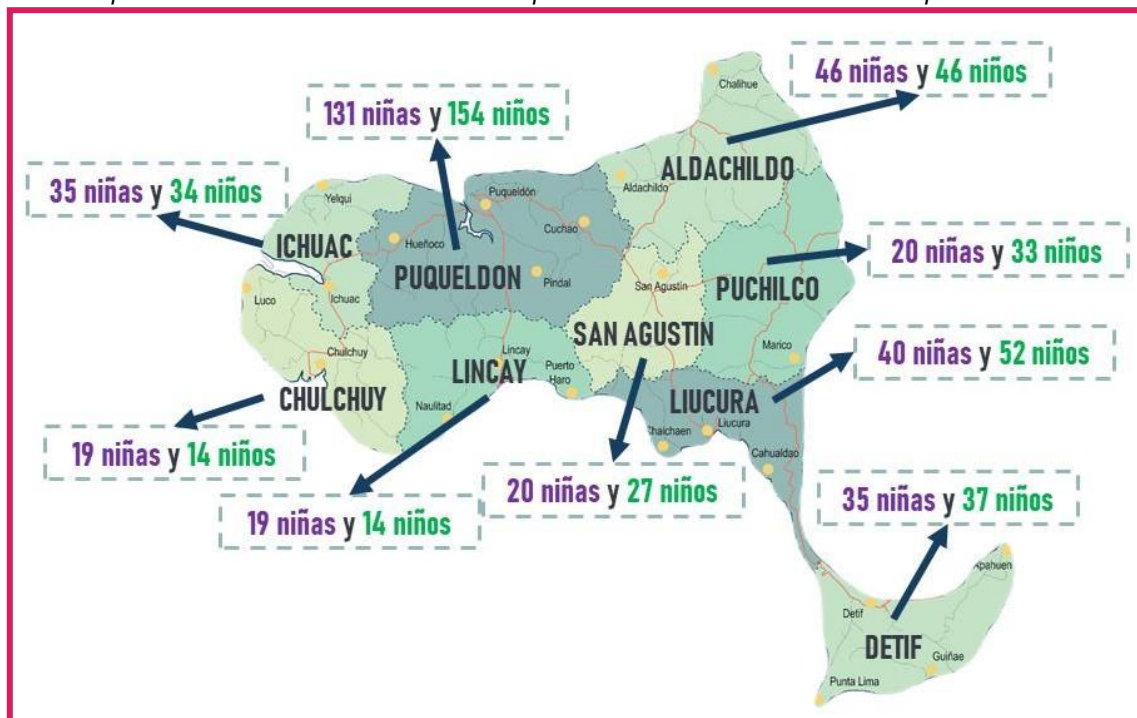 46 niñas y 46 niños
Chalihue
131 niñas y 154 niños
ALDACHILDO
35 niñas y 34 niños
Yelqui
Puqueldón
Aldachildo
Cuchao
ICHUAC
Hueñoco
20 niñas y 33 niños
PUQUELDON
Pindal
San Agustín
PUCHILCO
Luco
Ichuac
SAN AGUSTIN
Chulchuy
Lincay
LINCAY
Puerto
Haro
Marico
40 niñas y 52 niños
CHULCHUY
Naulitad
LIUCURA
Liucura
Chaichaen
Cahualdao
19 niñas y 14 niños
20 niñas y 27 niños
35 niñas y 37 niños
19 niñas y 14 niños
Apahuen
Detif
DETIF
Guiñae
Punta Lima